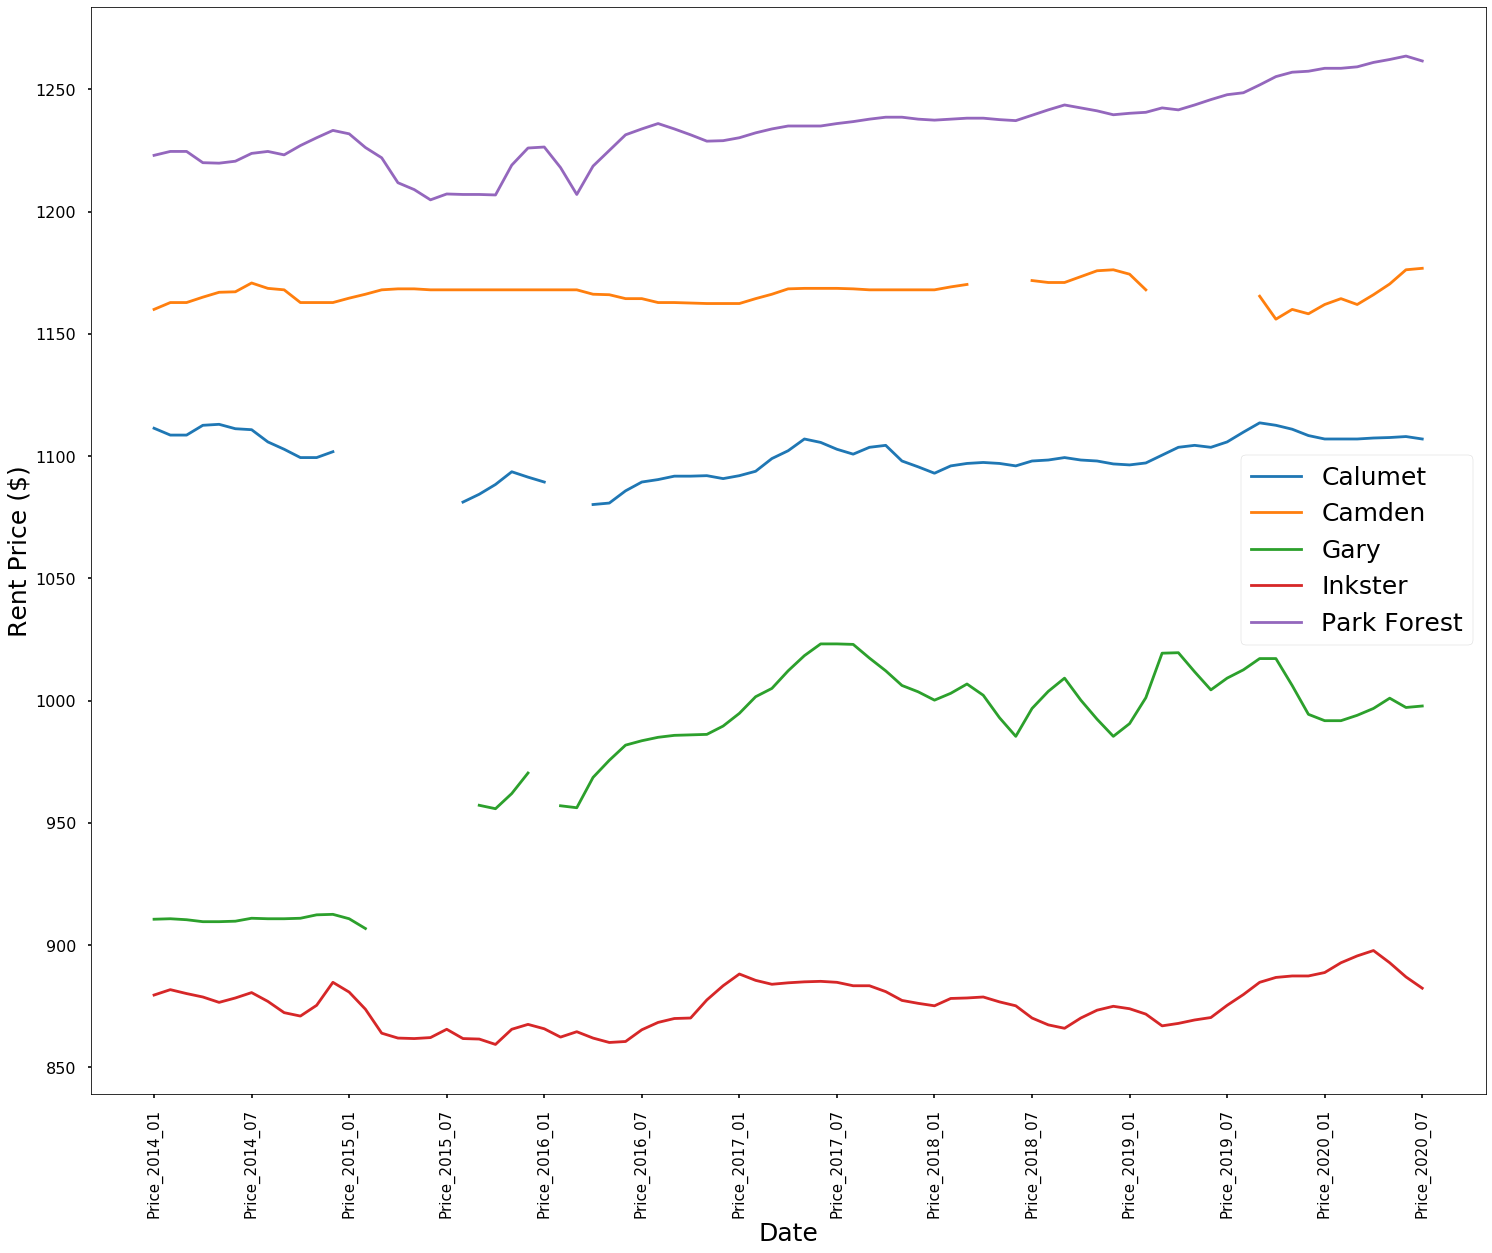 1250
1200
1150
1100
1050
1000
950
900
850
Rent Price ($)
Calumet
Camden
Gary
Inkster
Park Forest
Price_2014_01
Price_2014_07
Price_2015_01
Price_2015_07
Price_2016_01
Price_2016_07
Price_2017_01
Price_2017_07
Price_2018_01
Price_2018_07
Price_2019_01
Price_2019_07
Price_2020_01
Price_2020_07
Date